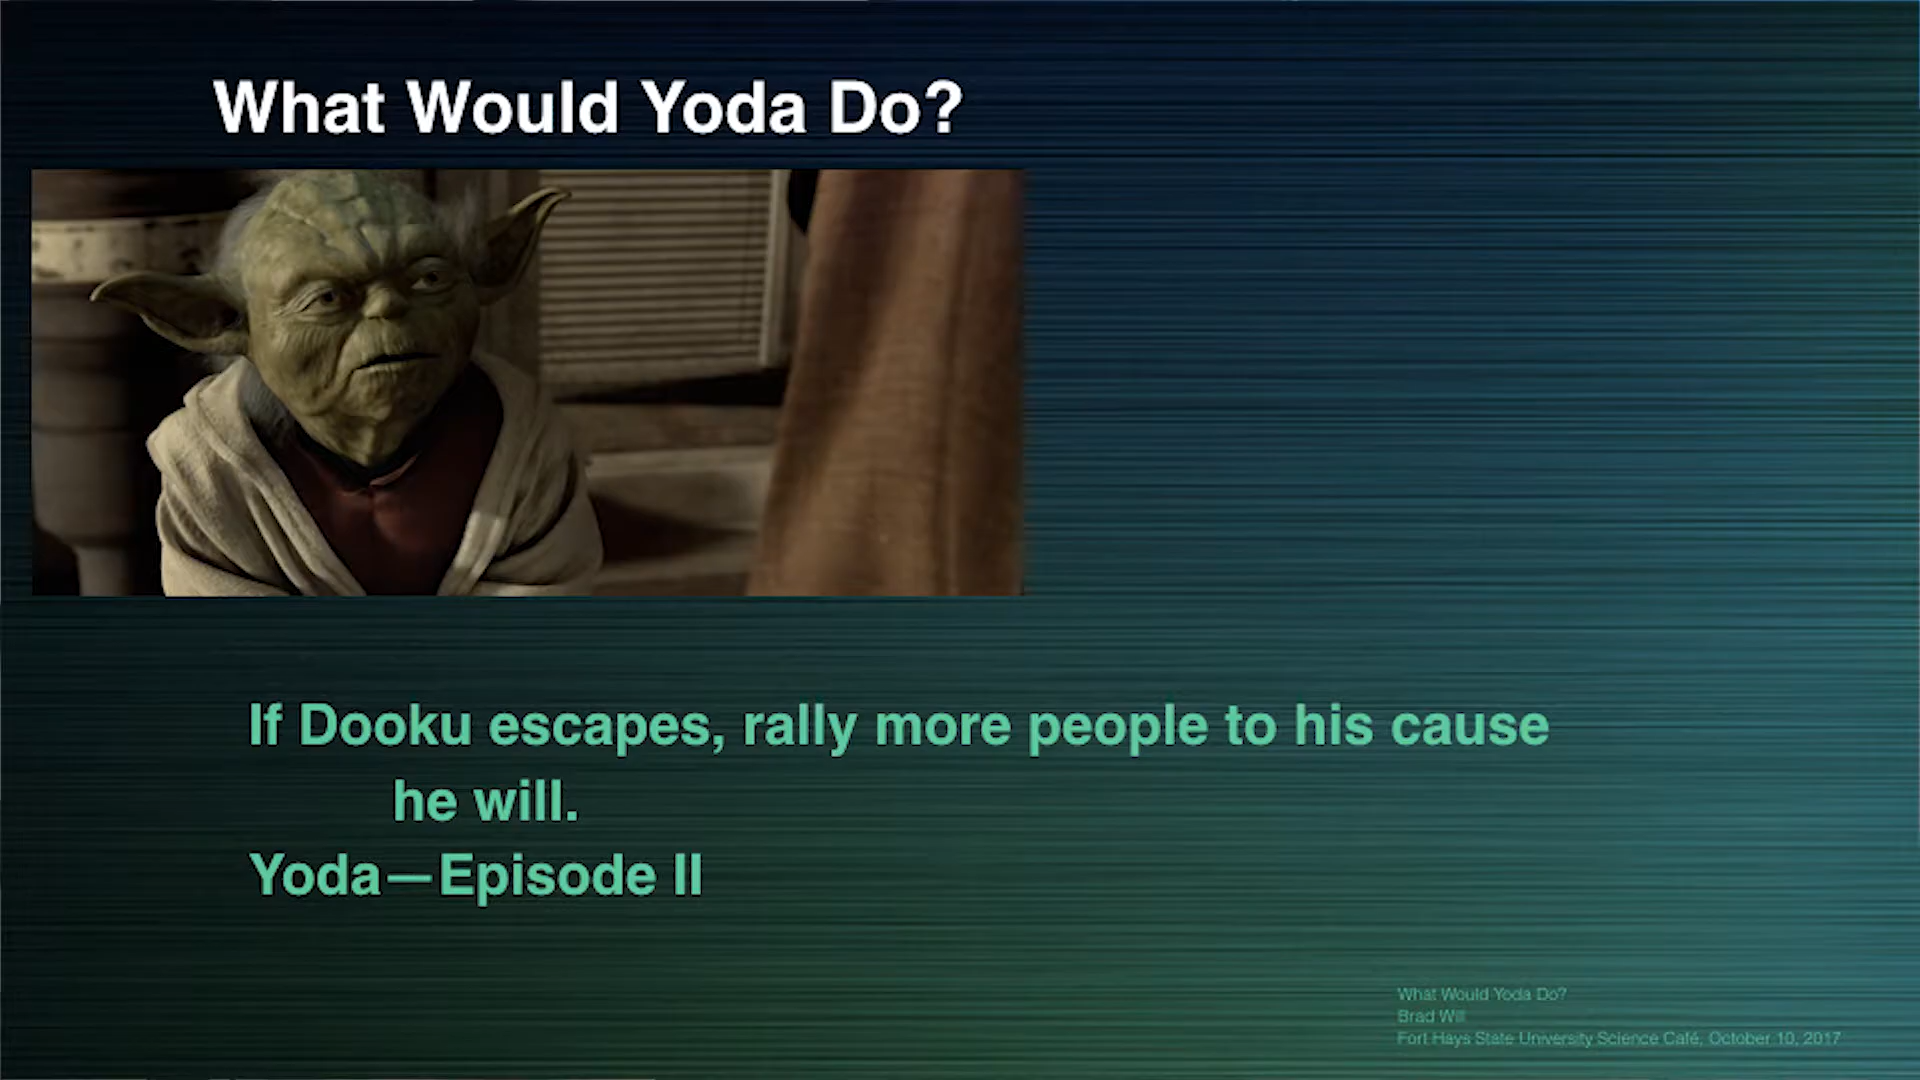 What Would Yoda Do?
If Dooku escapes, rally more people to his cause
he will.
Yoda—Episode II
What Would Yoda Do?
Brad Will
Fort Hays State University Science Café, October 10, 2017